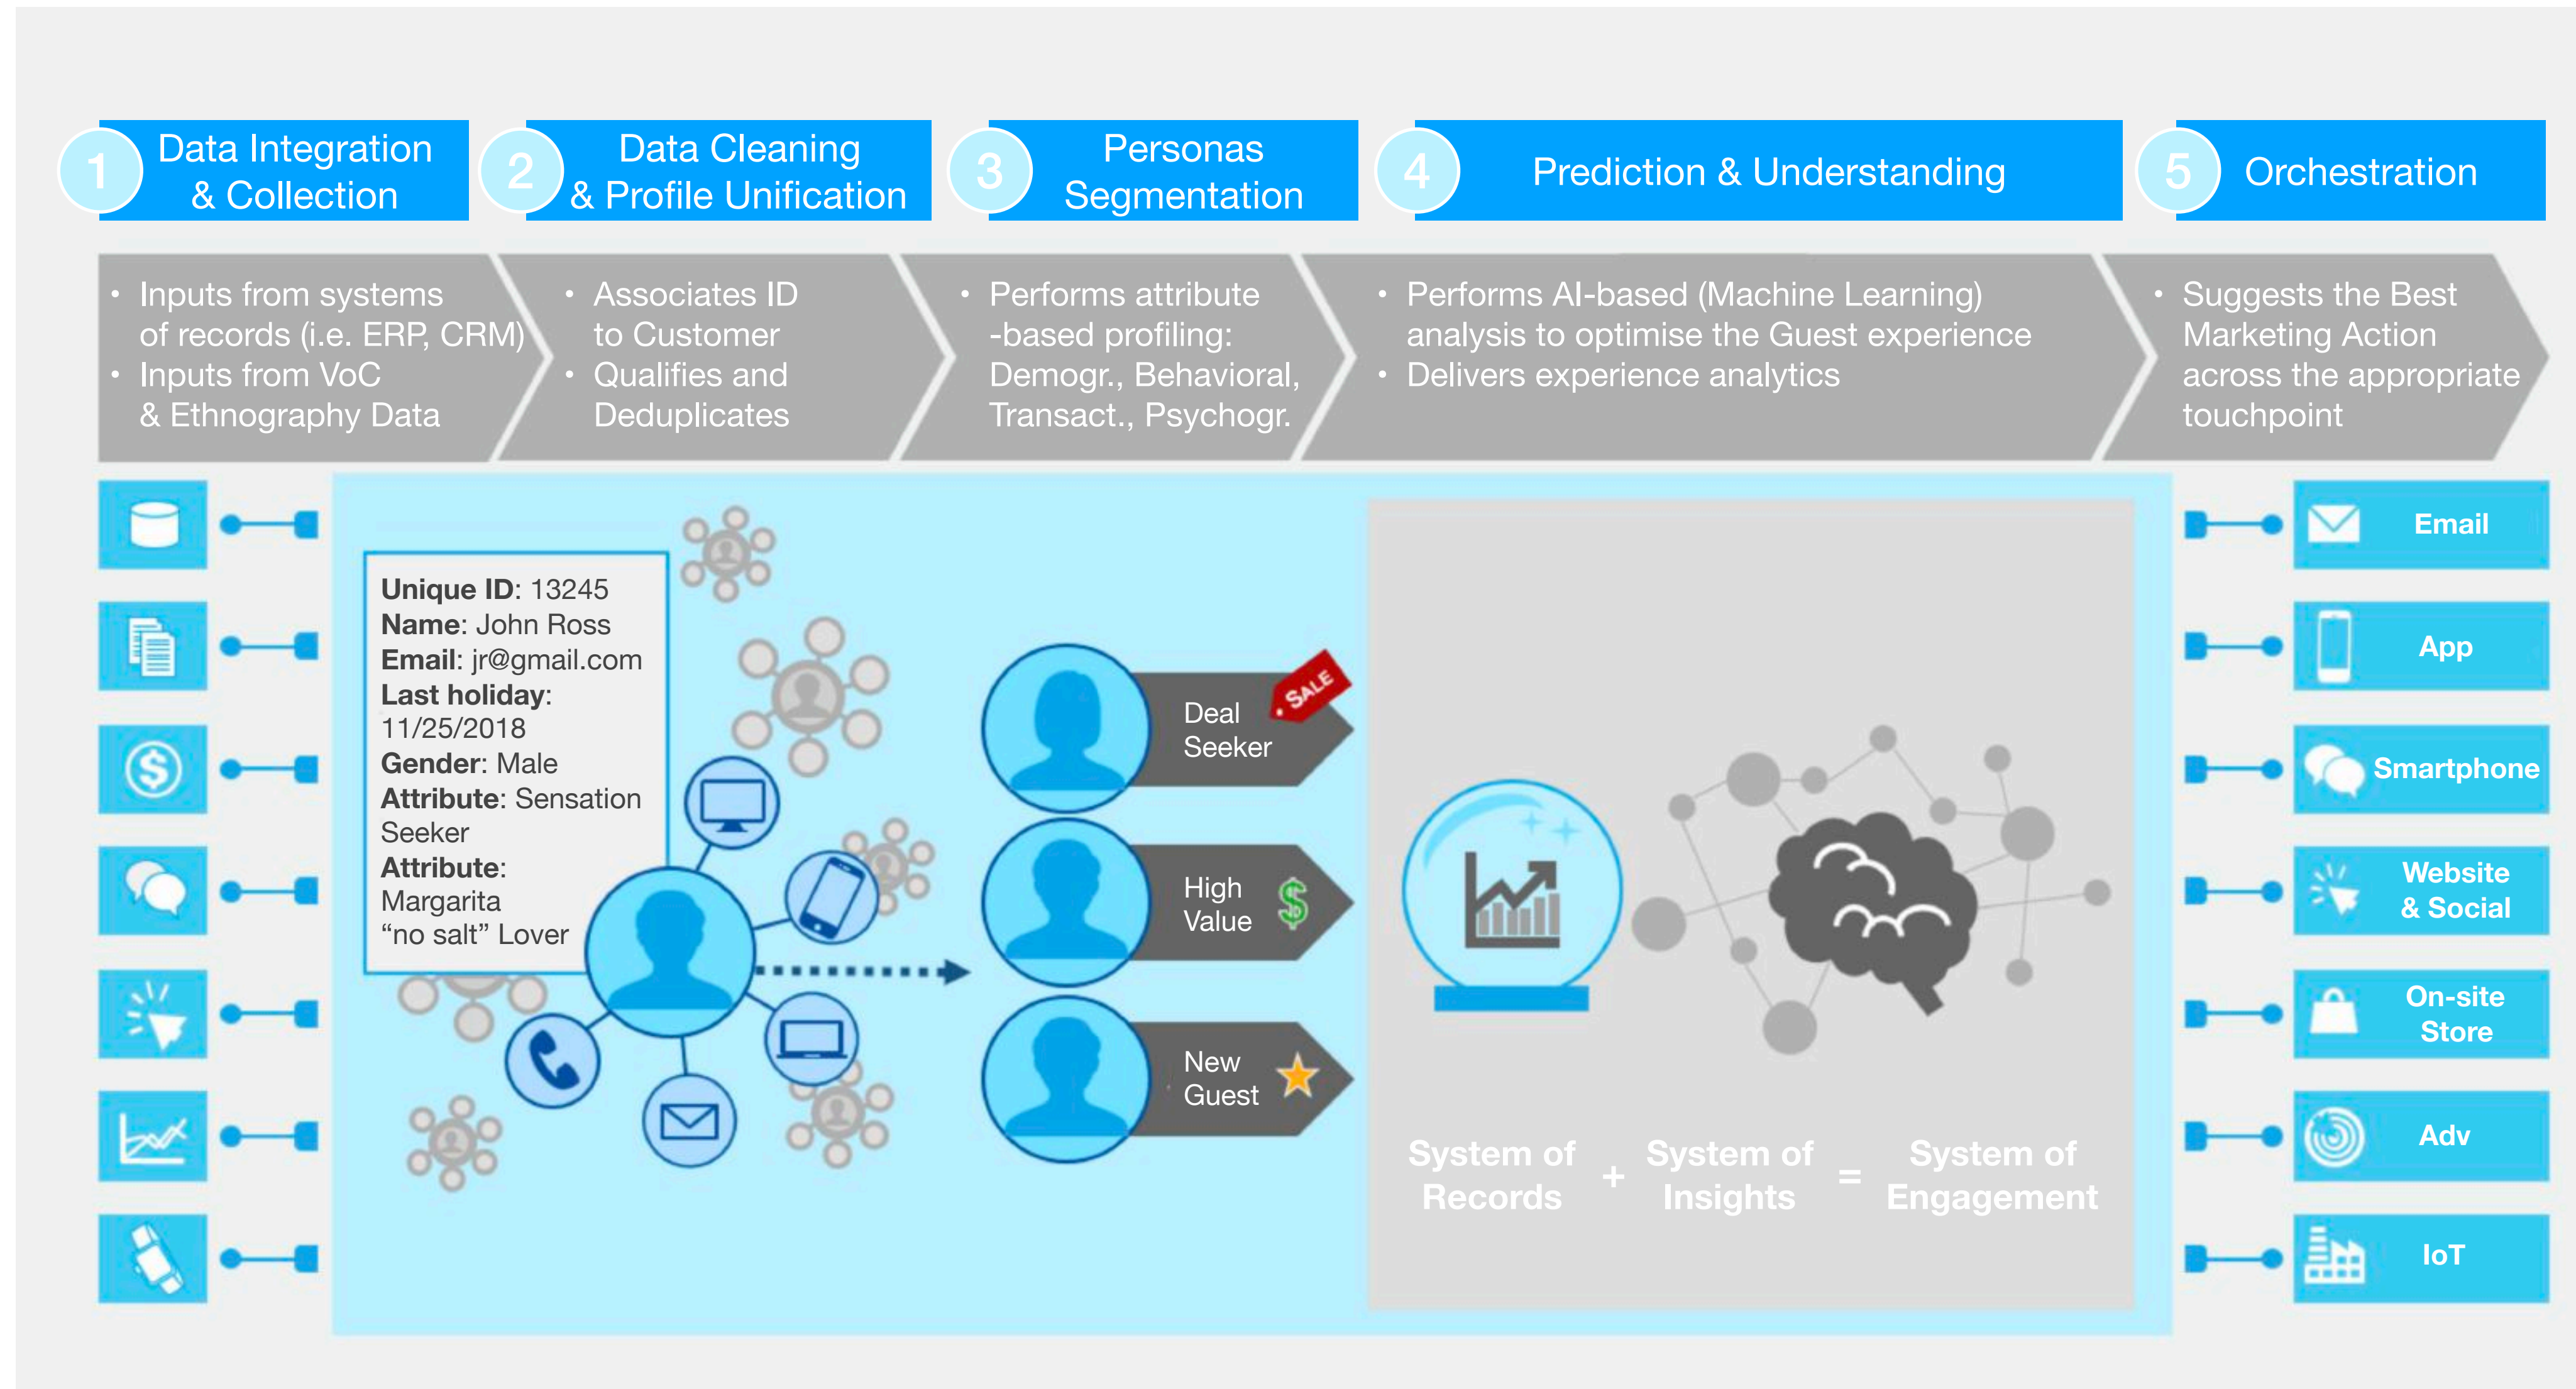 1
Data Integration
& Collection
2
Data Cleaning
& Profile Unification
3
Personas
Segmentation
4
Prediction & Understanding
5
Orchestration
• Inputs from systems
of records (i.e. ERP, CRM)
• Inputs from VoC
& Ethnography Data
• Associates ID
to Customer
• Qualifies and
Deduplicates
• Performs attribute
-based profiling:
Demogr., Behavioral,
Transact., Psychogr.
• Performs AI-based (Machine Learning)
analysis to optimise the Guest experience
• Delivers experience analytics
• Suggests the Best
Marketing Action
across the appropriate
touchpoint
Unique ID: 13245
Name: John Ross
Email: jr@gmail.com
Last holiday:
11/25/2018
Gender: Male
Attribute: Sensation
Seeker
Attribute:
Margarita
“no salt” Lover
Deal
Seeker
SALE
High
Value
$
New
Guest
System of
Records
+
System of
Insights
=
System of
Engagement
$
Email
App
Smartphone
Website
& Social
On-site
Store
Adv
IoT